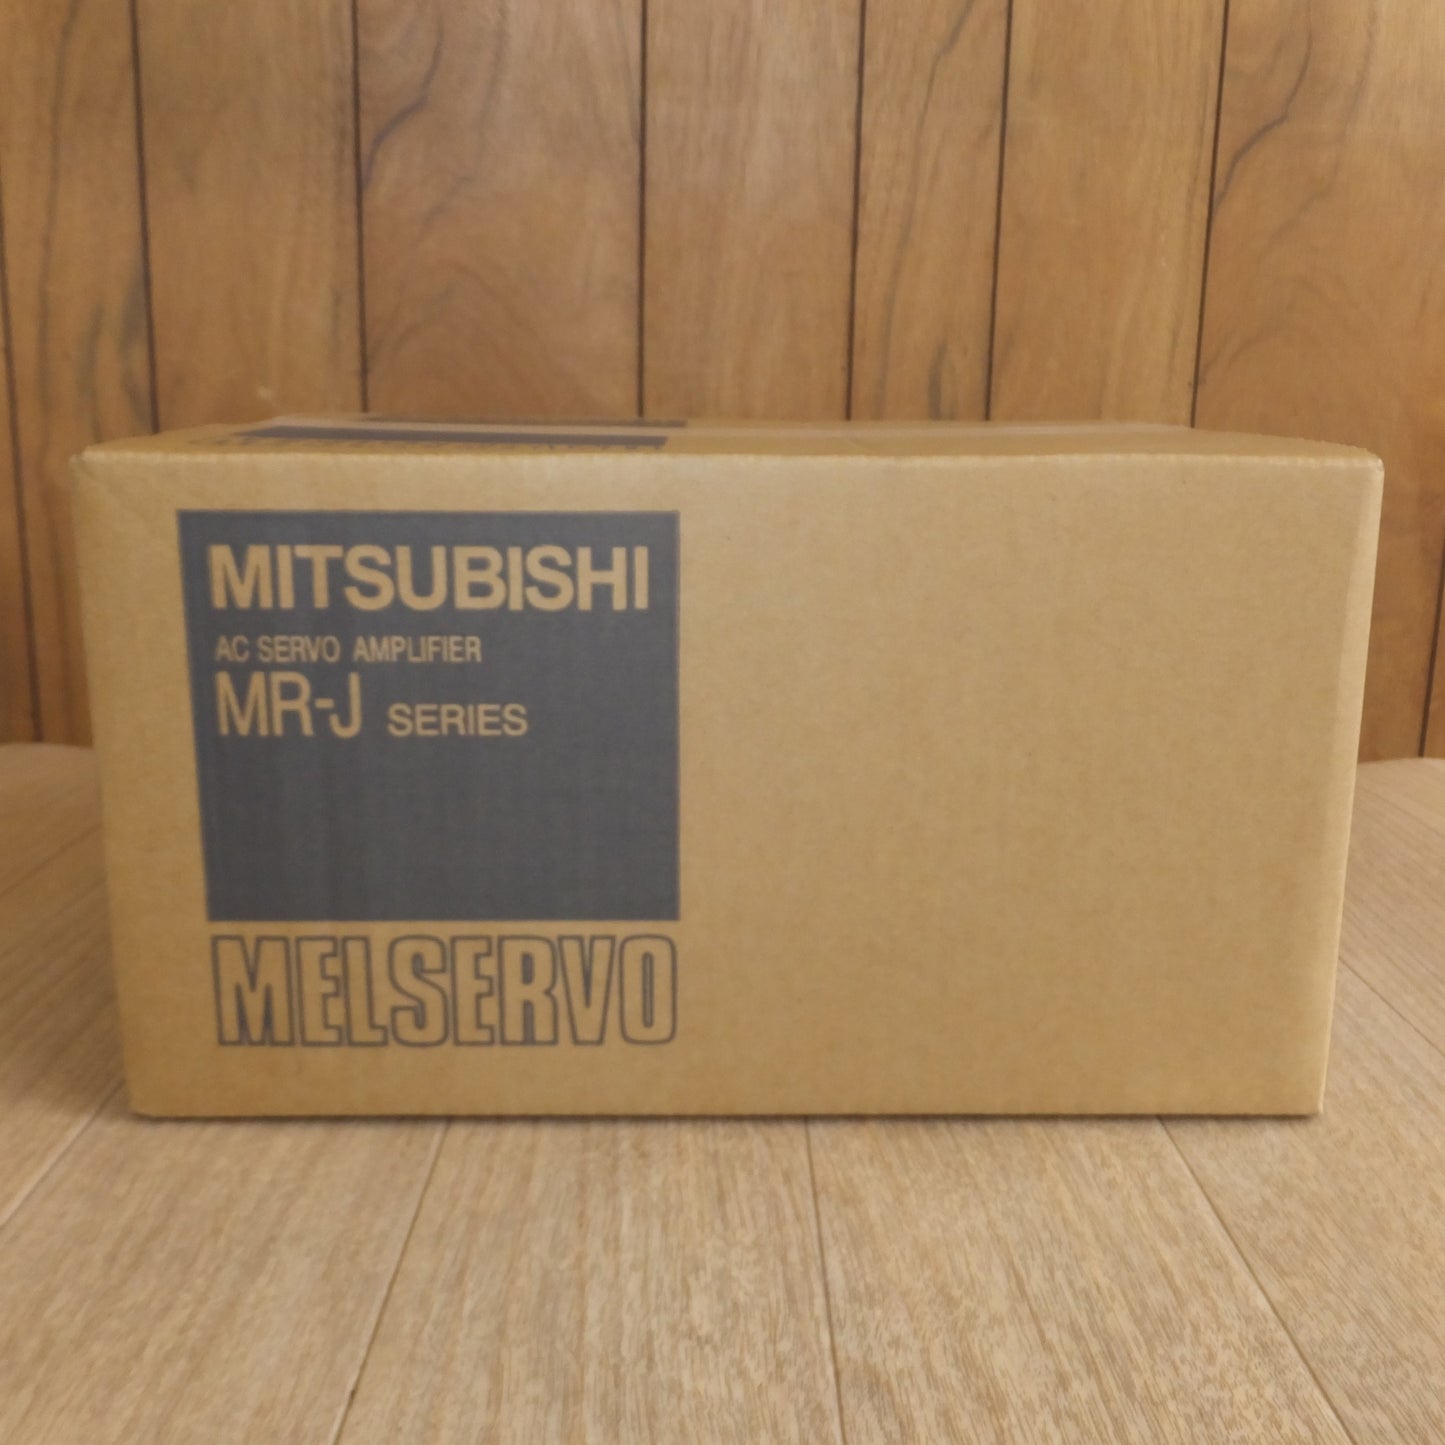 MITSUBISHI
AC SERVO AMPLIFIER
MR-J SERIES
MELSERVO